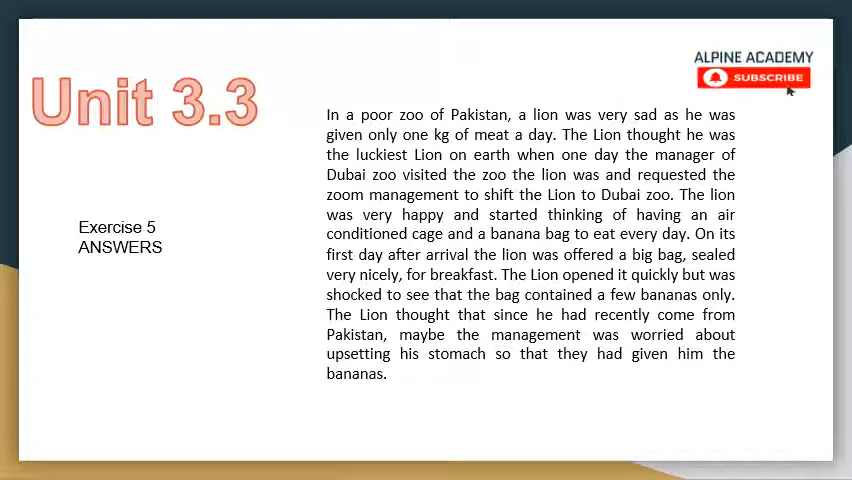 ALPINE ACADEMY
SUBSCRIBE
Unit 3.3
Exercise 5
ANSWERS
In a poor zoo of Pakistan, a lion was very sad as he was
given only one kg of meat a day. The Lion thought he was
the luckiest Lion on earth when one day the manager of
Dubai zoo visited the zoo the lion was and requested the
zoom management to shift the Lion to Dubai zoo. The lion
was very happy and started thinking of having an air
conditioned cage and a banana bag to eat every day. On its
first day after arrival the lion was offered a big bag, sealed
very nicely, for breakfast. The Lion opened it quickly but was
shocked to see that the bag contained a few bananas only.
The Lion thought that since he had recently come from
Pakistan, maybe the management was worried about
upsetting his stomach so that they had given him the
bananas.